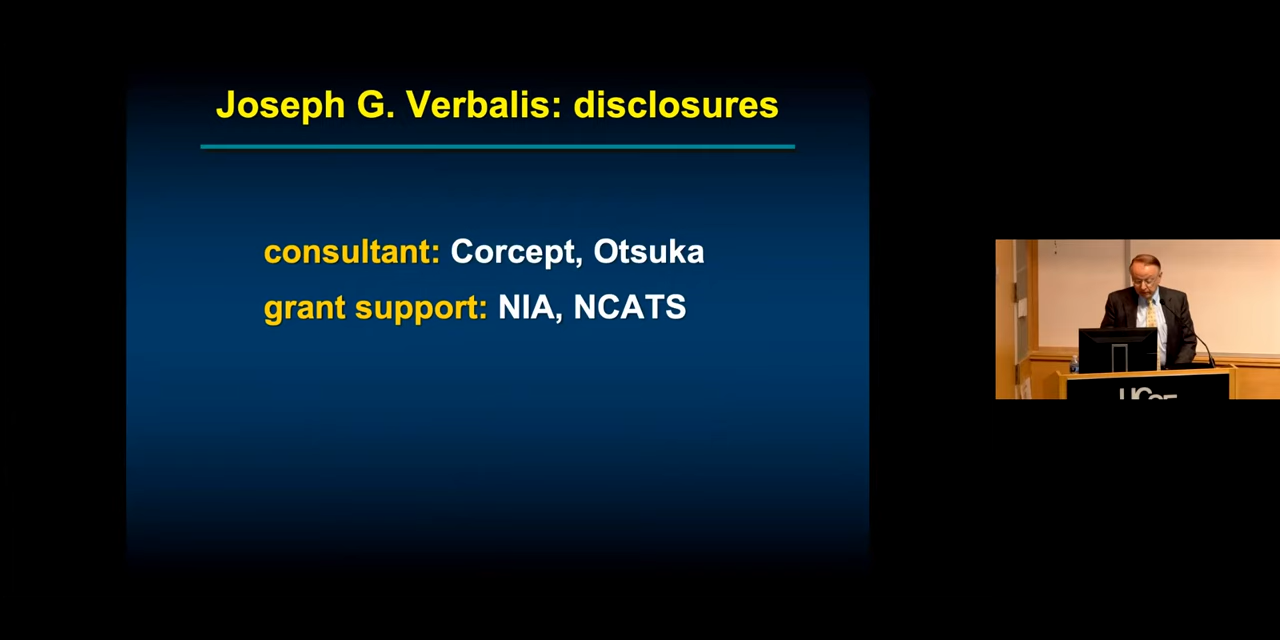 Joseph G. Verbalis: disclosures
consultant: Corcept, Otsuka
grant support: NIA, NCATS